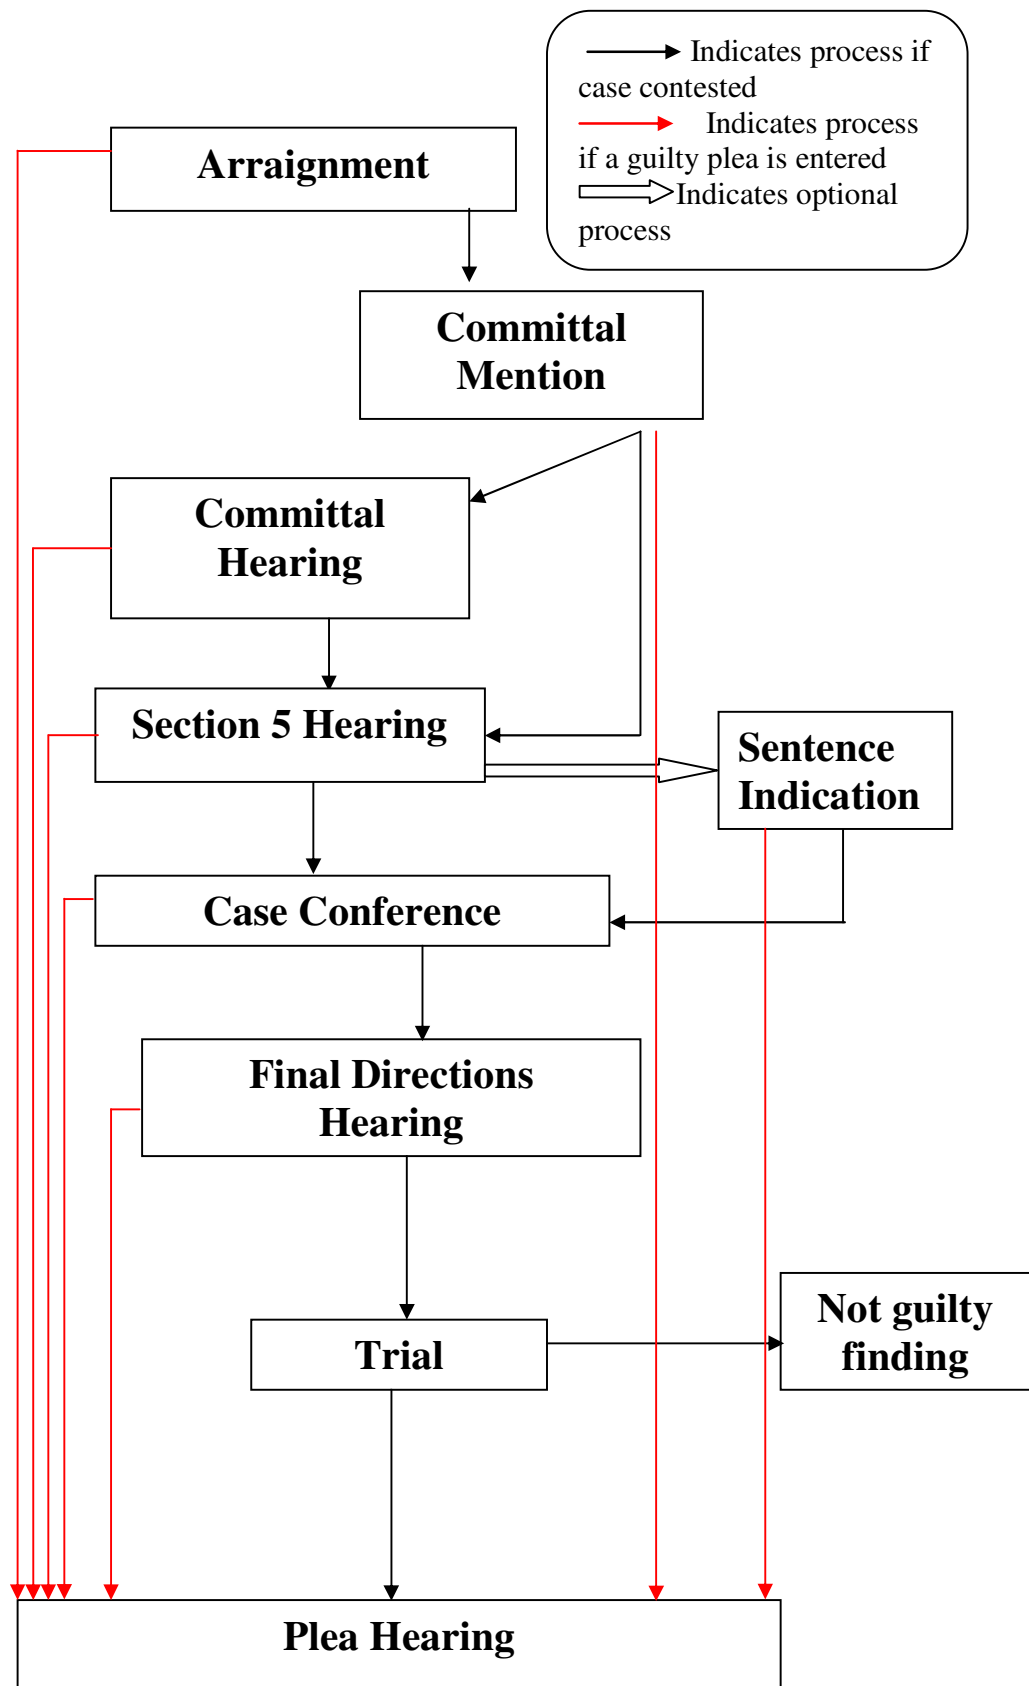 Indicates process if
case contested
Indicates process
if a guilty plea is entered
Indicates optional
process
Arraignment
Committal
Mention
Committal
Hearing
Section 5 Hearing
Sentence
Indication
Case Conference
Final Directions
Hearing
Not guilty
finding
Trial
Plea Hearing